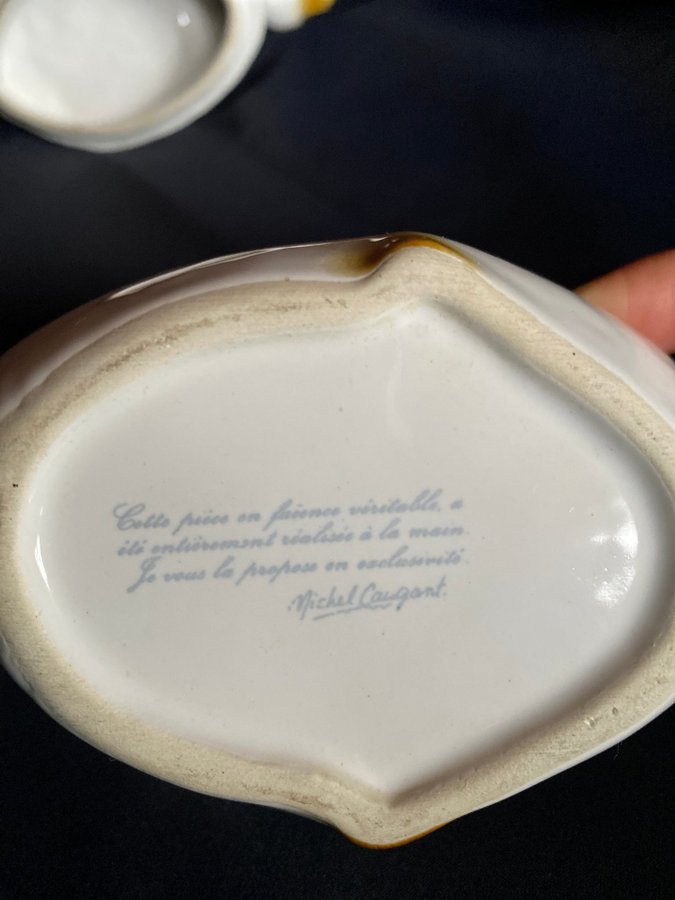 Cette pièce en faïence véritable, a
été entièrement réalisée à la main.
Je vous la propose en exclusivité.
Michel Caugant.